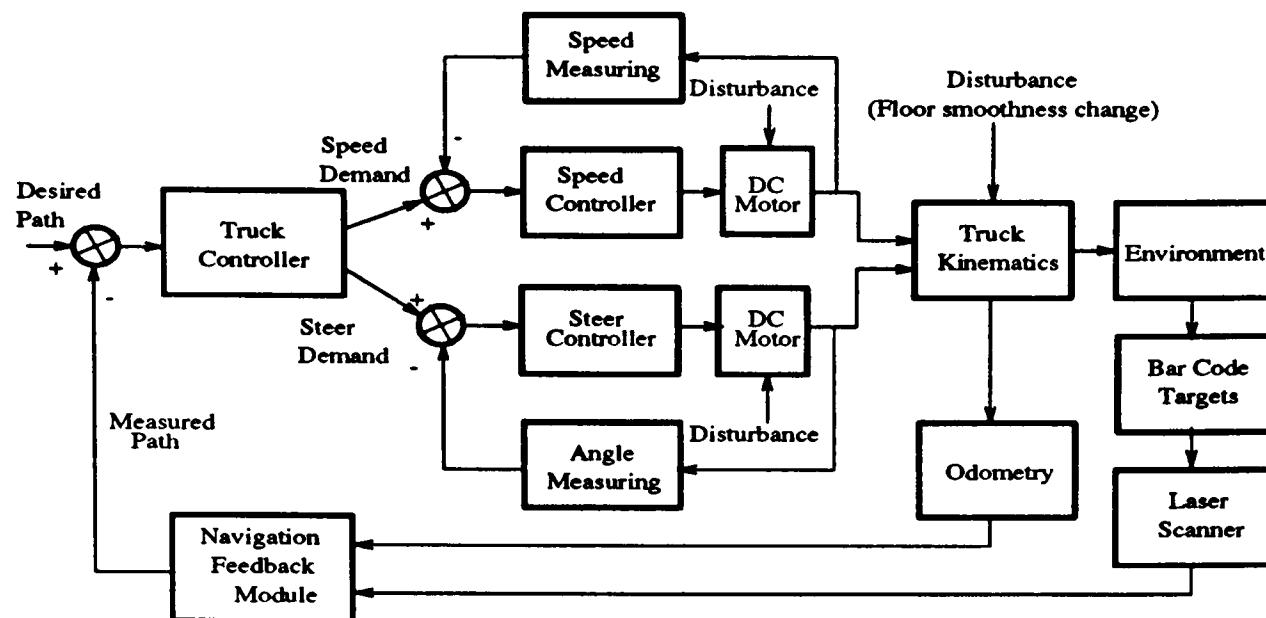 Speed
Measuring
Disturbance
Disturbance
(Floor smoothness change)
-
Speed
Demand
+
Speed
Controller
DC
Motor
Desired
Path
+
-
Truck
Controller
Truck
Kinematics
Environment
Steer
Demand
+
-
Steer
Controller
DC
Motor
Bar Code
Targets
Measured
Path
Disturbance
Angle
Measuring
Odometry
Laser
Scanner
Navigation
Feedback
Module